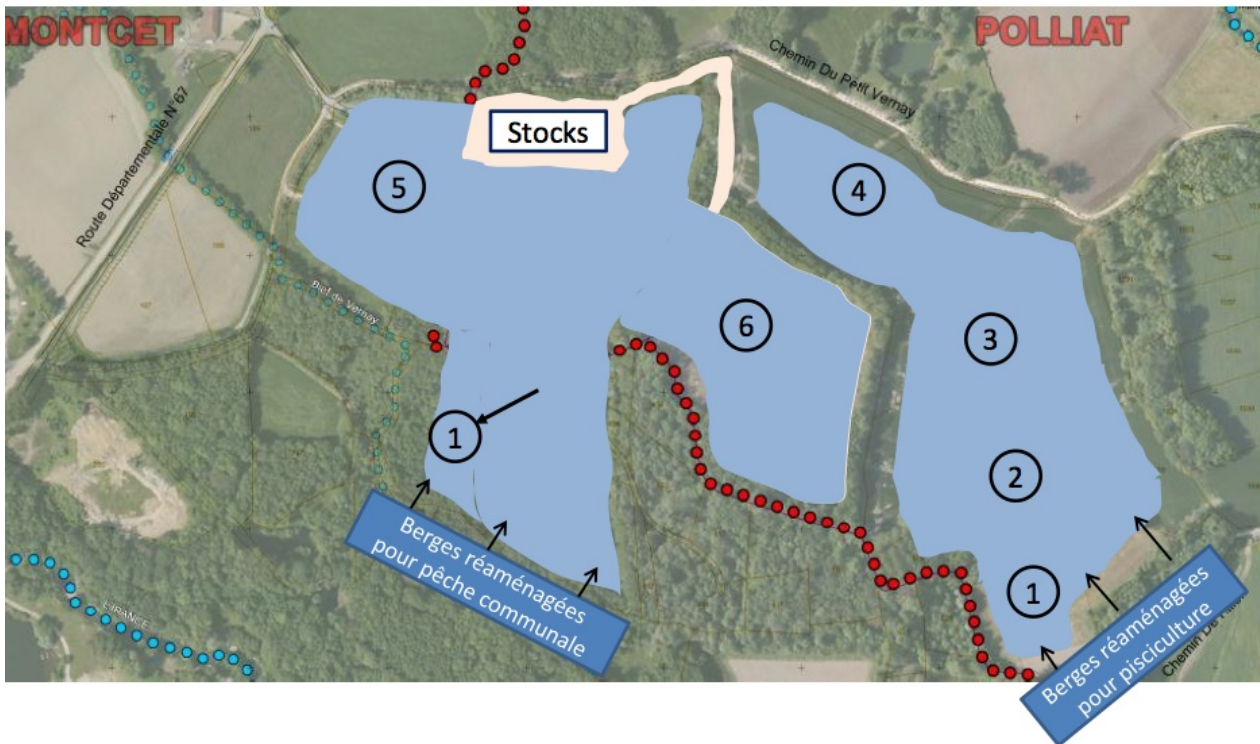 MONTCET
POLLIAT
Chemin Du Petit Vernay
Route Départementale N°67
Stocks
5
4
Bief de Vernay
6
3
1
2
1
Berges réaménagées
pour pêche communale
Berges réaménagées
pour pisciculture
LIRANCE